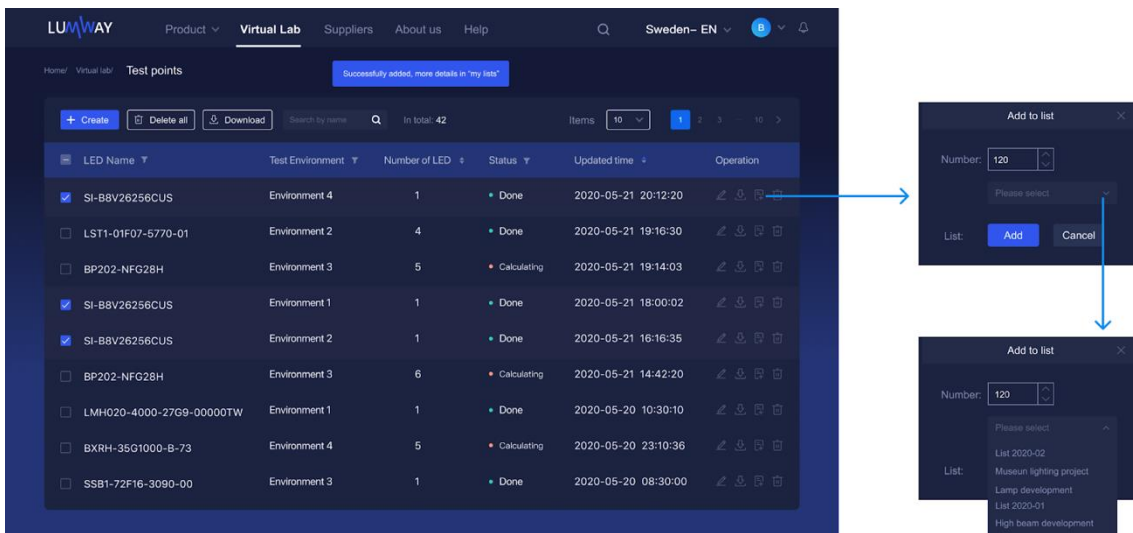 LUMWAY Product Virtual Lab Suppliers About us Help Sweden– EN B
Home/ Virtual lab/ Test points
Successfully added, more details in "my lists"
+ Create Delete all Download Search by name In total: 42 Items 10 1 2 3 ··· 10 >
LED Name Test Environment Number of LED Status Updated time Operation
SI-B8V26256CUS Environment 4 1 Done 2020-05-21 20:12:20
LST1-01F07-5770-01 Environment 2 4 Done 2020-05-21 19:16:30
BP202-NFG28H Environment 3 5 Calculating 2020-05-21 19:14:03
SI-B8V26256CUS Environment 1 1 Done 2020-05-21 18:00:02
SI-B8V26256CUS Environment 2 1 Done 2020-05-21 16:16:35
BP202-NFG28H Environment 3 6 Calculating 2020-05-21 14:42:20
LMH020-4000-27G9-00000TW Environment 1 1 Done 2020-05-20 10:30:10
BXRH-35G1000-B-73 Environment 4 5 Calculating 2020-05-20 23:10:36
SSB1-72F16-3090-00 Environment 3 1 Done 2020-05-20 08:30:00
Add to list
Number: 120
Please select
List: Add Cancel
Add to list
Number: 120
Please select
List 2020-02
List: Museun lighting project
Lamp development
List 2020-01
High beam development